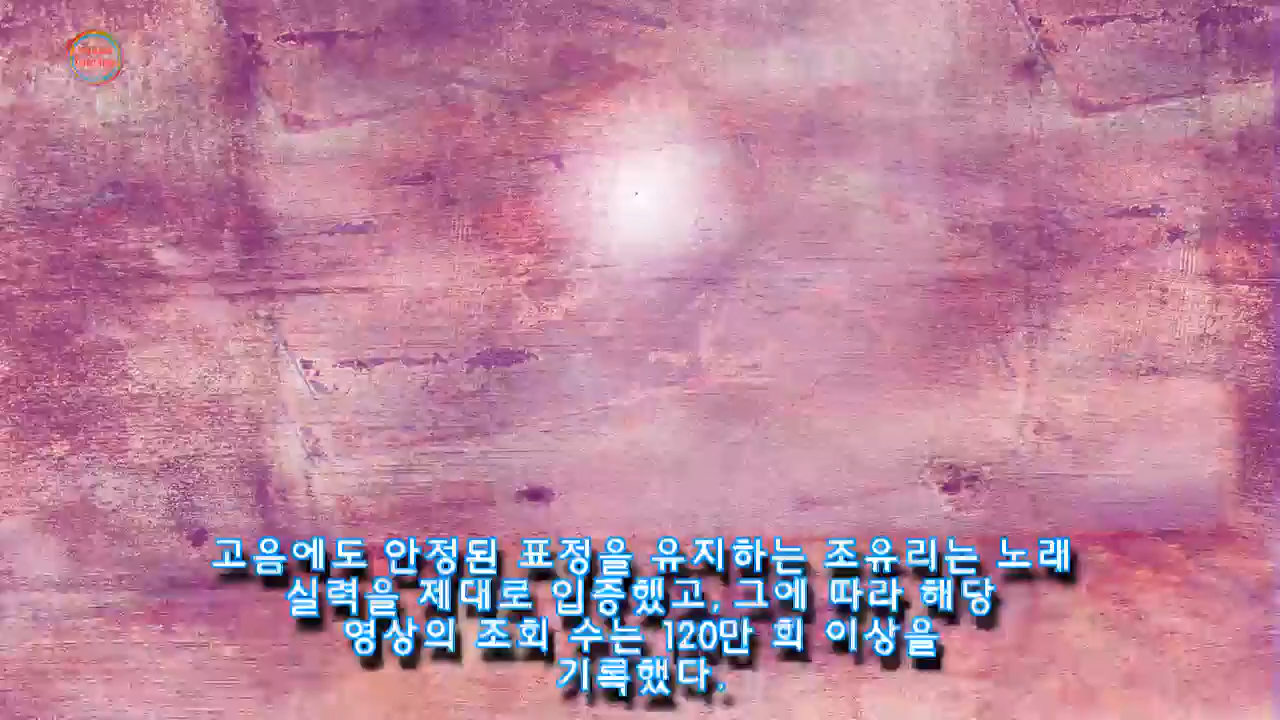 고음에도 안정된 표정을 유지하는 조유리는 노래
실력을 제대로 입증했고, 그에 따라 해당
영상의 조회 수는 120만 회 이상을
기록했다.